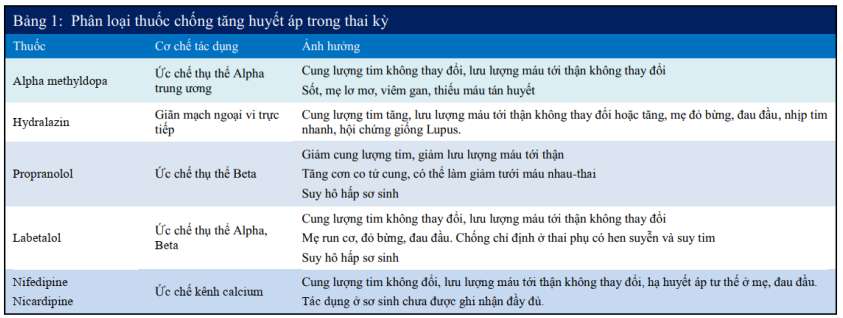 Bảng 1: Phân loại thuốc chống tăng huyết áp trong thai kỳ
Thuốc Cơ chế tác dụng Ảnh hưởng
Alpha methyldopa
Ức chế thụ thể Alpha
trung ương
Cung lượng tim không thay đổi, lưu lượng máu tới thận không thay đổi
Sốt, mẹ lơ mơ, viêm gan, thiếu máu tán huyết
Hydralazin
Giãn mạch ngoại vi trực
tiếp
Cung lượng tim tăng, lưu lượng máu tới thận không thay đổi hoặc tăng, mẹ đỏ bừng, đau đầu, nhịp tim
nhanh, hội chứng giống Lupus.
Propranolol
Ức chế thụ thể Beta
Giảm cung lượng tim, giảm lưu lượng máu tới thận
Tăng cơn co tử cung, có thể làm giảm tưới máu nhau-thai
Suy hô hấp sơ sinh
Labetalol
Ức chế thụ thể Alpha,
Beta
Cung lượng tim không thay đổi, lưu lượng máu tới thận không thay đổi
Mẹ run cơ, đỏ bừng, đau đầu. Chống chỉ định ở thai phụ có hen suyễn và suy tim
Suy hô hấp sơ sinh
Nifedipine
Nicardipine
Ức chế kênh calcium
Cung lượng tim không đổi, lưu lượng máu tới thận không thay đổi, hạ huyết áp tư thế ở mẹ, đau đầu.
Tác dụng ở sơ sinh chưa được ghi nhận đầy đủ.